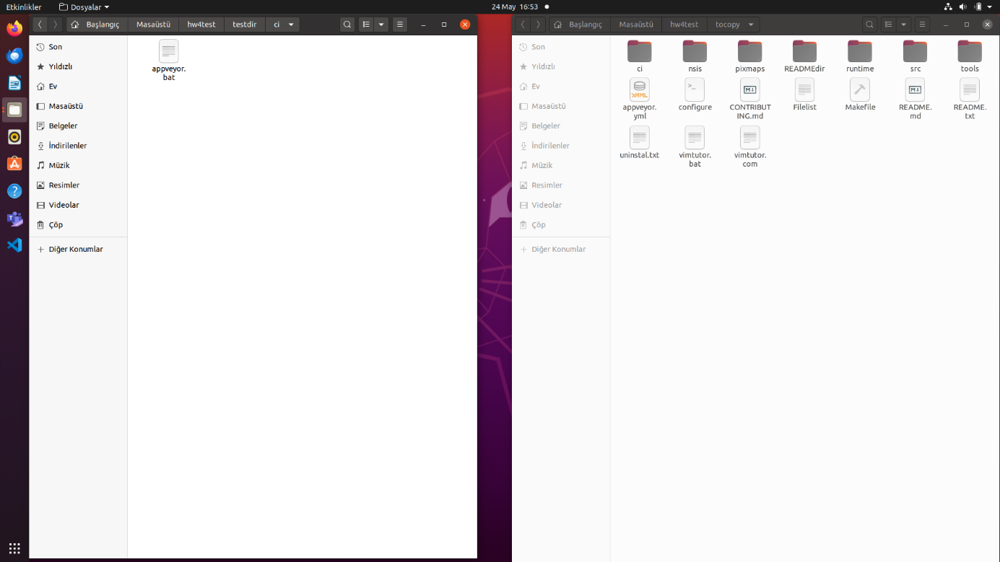 Etkinlikler Dosyalar 24 May 16:53
Başlangıç Masaüstü hw4test testdir ci
Son
Yıldızlı
Ev
Masaüstü
Belgeler
İndirilenler
Müzik
Resimler
Videolar
Çöp
Diğer Konumlar
appveyor.
bat
Başlangıç Masaüstü hw4test tocopy
Son
Yıldızlı
Ev
Masaüstü
Belgeler
İndirilenler
Müzik
Resimler
Videolar
Çöp
Diğer Konumlar
ci nsis pixmaps READMEdir runtime src tools
YAML M↓ M↓
appveyor. configure CONTRIBUT Filelist Makefile README. README.
yml ING.md md txt
uninstal.txt vimtutor. vimtutor.
bat com